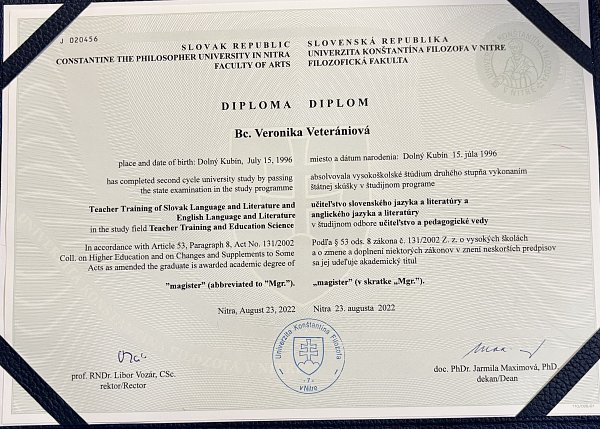 J 020456
SLOVAK REPUBLIC
CONSTANTINE THE PHILOSOPHER UNIVERSITY IN NITRA
FACULTY OF ARTS
SLOVENSKÁ REPUBLIKA
UNIVERZITA KONŠTANTÍNA FILOZOFA V NITRE
FILOZOFICKÁ FAKULTA
DIPLOMA DIPLOM
Bc. Veronika Veterániová
place and date of birth: Dolný Kubín, July 15, 1996
has completed second cycle university study by passing
the state examination in the study programme
Teacher Training of Slovak Language and Literature and
English Language and Literature
in the study field Teacher Training and Education Science
In accordance with Article 53, Paragraph 8, Act No. 131/2002
Coll. on Higher Education and on Changes and Supplements to Some
Acts as amended the graduate is awarded academic degree of
"magister" (abbreviated to "Mgr.").
Nitra, August 23, 2022
miesto a dátum narodenia: Dolný Kubín 15. júla 1996
absolvovala vysokoškolské štúdium druhého stupňa vykonaním
štátnej skúšky v študijnom programe
učiteľstvo slovenského jazyka a literatúry a
anglického jazyka a literatúry
v študijnom odbore učiteľstvo a pedagogické vedy
Podľa § 53 ods. 8 zákona č. 131/2002 Z. z. o vysokých školách
a o zmene a doplnení niektorých zákonov v znení neskorších predpisov
sa jej udeľuje akademický titul
„magister" (v skratke „Mgr.").
Nitra 23. augusta 2022
Univerzita Konštantína Filozofa
- 7 -
v Nitre
prof. RNDr. Libor Vozár, CSc.
rektor/Rector
doc. PhDr. Jarmila Maximová, PhD.
dekan/Dean